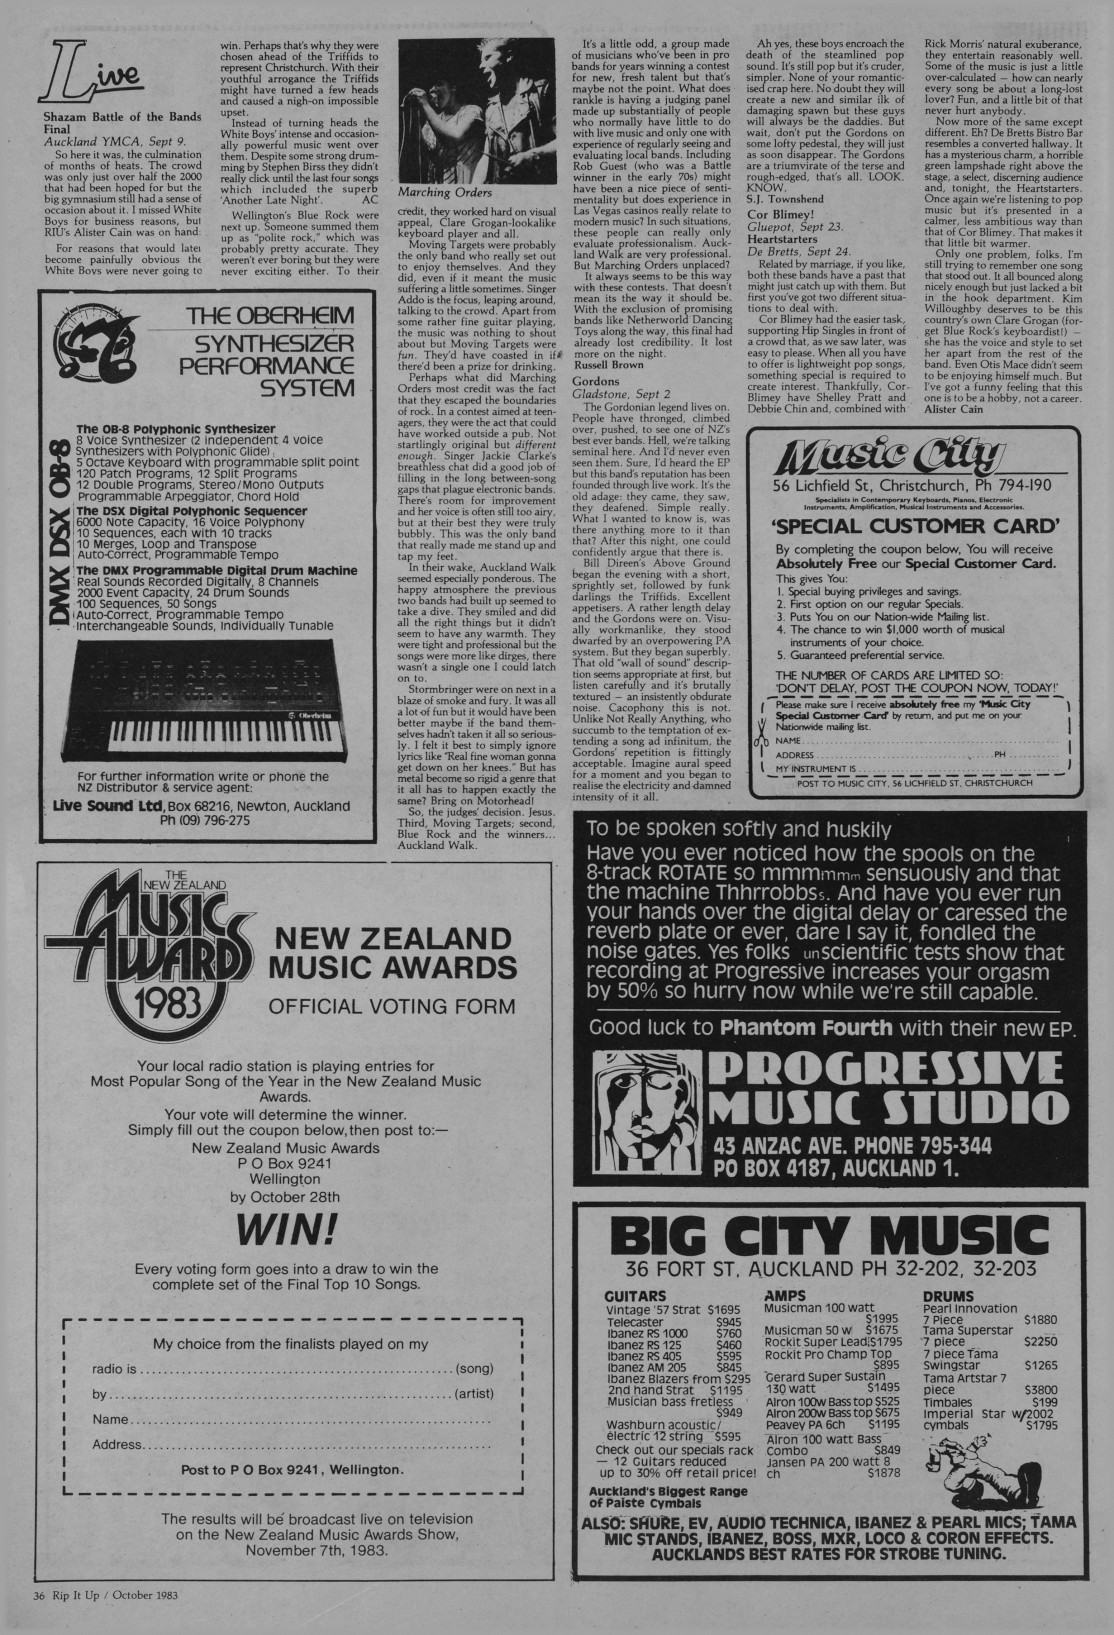 Live
Shazam Battle of the Bands
Final
Auckland YMCA, Sept 9.
So here it was, the culmination
of months of heats. The crowd
was only just over half the 2000
that had been hoped for but the
big gymnasium still had a sense of
occasion about it. I missed White
Boys for business reasons, but
RIU's Alister Cain was on hand:
For reasons that would later
become painfully obvious the
White Boys were never going to
win. Perhaps that's why they were
chosen ahead of the Triffids to
represent Christchurch. With their
youthful arrogance the Triffids
might have turned a few heads
and caused a nigh-on impossible
upset.
Instead of turning heads the
White Boys' intense and occasion-
ally powerful music went over
them. Despite some strong drum-
ming by Stephen Birss they didn't
really click until the last four songs
which included the superb
'Another Late Night'. AC
Wellington's Blue Rock were
next up. Someone summed them
up as "polite rock," which was
probably pretty accurate. They
weren't ever boring but they were
never exciting either. To their
Marching Orders
credit, they worked hard on visual
appeal, Clare Grogan-lookalike
keyboard player and all.
Moving Targets were probably
the only band who really set out
to enjoy themselves. And they
did, even if it meant the music
suffering a little sometimes. Singer
Addo is the focus, leaping around,
talking to the crowd. Apart from
some rather fine guitar playing,
the music was nothing to shout
about but Moving Targets were
fun. They'd have coasted in if
there'd been a prize for drinking.
Perhaps what did Marching
Orders most credit was the fact
that they escaped the boundaries
of rock. In a contest aimed at teen-
agers, they were the act that could
have worked outside a pub. Not
startlingly original but different
enough. Singer Jackie Clarke's
breathless chat did a good job of
filling in the long between-song
gaps that plague electronic bands.
There's room for improvement
and her voice is often still too airy,
but at their best they were truly
bubbly. This was the only band
that really made me stand up and
tap my feet.
In their wake, Auckland Walk
seemed especially ponderous. The
happy atmosphere the previous
two bands had built up seemed to
take a dive. They smiled and did
all the right things but it didn't
seem to have any warmth. They
were tight and professional but the
songs were more like dirges, there
wasn't a single one I could latch
on to.
Stormbringer were on next in a
blaze of smoke and fury. It was all
a lot of fun but it would have been
better maybe if the band them-
selves hadn't taken it all so serious-
ly. I felt it best to simply ignore
lyrics like "Real fine woman gonna
get down on her knees." But has
metal become so rigid a genre that
it all has to happen exactly the
same? Bring on Motorhead!
So, the judges' decision. Jesus.
Third, Moving Targets; second,
Blue Rock and the winners...
Auckland Walk.
It's a little odd, a group made
of musicians who've been in pro
bands for years winning a contest
for new, fresh talent but that's
maybe not the point. What does
rankle is having a judging panel
made up substantially of people
who normally have little to do
with live music and only one with
experience of regularly seeing and
evaluating local bands. Including
Rob Guest (who was a Battle
winner in the early 70s) might
have been a nice piece of senti-
mentality but does experience in
Las Vegas casinos really relate to
modern music? In such situations,
these people can really only
evaluate professionalism. Auck-
land Walk are very professional.
But Marching Orders unplaced?
It always seems to be this way
with these contests. That doesn't
mean its the way it should be.
With the exclusion of promising
bands like Netherworld Dancing
Toys along the way, this final had
already lost credibility. It lost
more on the night.
Russell Brown
Gordons
Gladstone, Sept 2
The Gordonian legend lives on.
People have thronged, climbed
over, pushed, to see one of NZ's
best ever bands. Hell, we're talking
seminal here. And I'd never even
seen them. Sure, I'd heard the EP
but this band's reputation has been
founded through live work. It's the
old adage: they came, they saw,
they deafened. Simple really.
What I wanted to know is, was
there anything more to it than
that? After this night, one could
confidently argue that there is.
Bill Direen's Above Ground
began the evening with a short,
sprightly set, followed by funk
darlings the Triffids. Excellent
appetisers. A rather length delay
and the Gordons were on. Visu-
ally workmanlike, they stood
dwarfed by an overpowering PA
system. But they began superbly.
That old "wall of sound" descrip-
tion seems appropriate at first, but
listen carefully and it's brutally
textured — an insistently obdurate
noise. Cacophony this is not.
Unlike Not Really Anything, who
succumb to the temptation of ex-
tending a song ad infinitum, the
Gordons' repetition is fittingly
acceptable. Imagine aural speed
for a moment and you began to
realise the electricity and damned
intensity of it all.
Ah yes, these boys encroach the
death of the steamlined pop
sound. It's still pop but it's cruder,
simpler. None of your romantic-
ised crap here. No doubt they will
create a new and similar ilk of
damaging spawn but these guys
will always be the daddies. But
wait, don't put the Gordons on
some lofty pedestal, they will just
as soon disappear. The Gordons
are a triumvirate of the terse and
rough-edged, that's all. LOOK.
KNOW.
S.J. Townshend
Cor Blimey!
Gluepot, Sept 23.
Heartstarters
De Bretts, Sept 24.
Related by marriage, if you like,
both these bands have a past that
might just catch up with them. But
first you've got two different situa-
tions to deal with.
Cor Blimey had the easier task,
supporting Hip Singles in front of
a crowd that, as we saw later, was
easy to please. When all you have
to offer is lightweight pop songs,
something special is required to
create interest. Thankfully, Cor-
Blimey have Shelley Pratt and
Debbie Chin and, combined with
Rick Morris' natural exuberance,
they entertain reasonably well.
Some of the music is just a little
over-calculated — how can nearly
every song be about a long-lost
lover? Fun, and a little bit of that
never hurt anybody.
Now more of the same except
different. Eh? De Bretts Bistro Bar
resembles a converted hallway. It
has a mysterious charm, a horrible
green lampshade right above the
stage, a select, discerning audience
and, tonight, the Heartstarters.
Once again we're listening to pop
music but it's presented in a
calmer, less ambitious way than
that of Cor Blimey. That makes it
that little bit warmer.
Only one problem, folks. I'm
still trying to remember one song
that stood out. It all bounced along
nicely enough but just lacked a bit
in the hook department. Kim
Willoughby deserves to be this
country's own Clare Grogan (for-
get Blue Rock's keyboardist!) —
she has the voice and style to set
her apart from the rest of the
band. Even Otis Mace didn't seem
to be enjoying himself much. But
I've got a funny feeling that this
one is to be a hobby, not a career.
Alister Cain
THE OBERHEIM
SYNTHESIZER
PERFORMANCE
SYSTEM
DMX DSX OB-8
The OB-8 Polyphonic Synthesizer
8 Voice Synthesizer (2 independent 4 voice
Synthesizers with Polyphonic Glide)
5 Octave Keyboard with programmable split point
120 Patch Programs, 12 Split Programs
12 Double Programs, Stereo/Mono Outputs
Programmable Arpeggiator, Chord Hold
The DSX Digital Polyphonic Sequencer
6000 Note Capacity, 16 Voice Polyphony
10 Sequences, each with 10 tracks
10 Merges, Loop and Transpose
Auto-Correct, Programmable Tempo
The DMX Programmable Digital Drum Machine
Real Sounds Recorded Digitally, 8 Channels
2000 Event Capacity, 24 Drum Sounds
100 Sequences, 50 Songs
Auto-Correct, Programmable Tempo
Interchangeable Sounds, Individually Tunable
Oberheim
For further information write or phone the
NZ Distributor & service agent:
Live Sound Ltd, Box 68216, Newton, Auckland
Ph (09) 796-275
Music City
56 Lichfield St, Christchurch, Ph 794-190
Specialists in Contemporary Keyboards, Pianos, Electronic
Instruments, Amplification, Musical Instruments and Accessories.
'SPECIAL CUSTOMER CARD'
By completing the coupon below, You will receive
Absolutely Free our Special Customer Card.
This gives You:
1. Special buying privileges and savings.
2. First option on our regular Specials.
3. Puts You on our Nation-wide Mailing list.
4. The chance to win $1,000 worth of musical
instruments of your choice.
5. Guaranteed preferential service.
THE NUMBER OF CARDS ARE LIMITED SO:
'DON'T DELAY, POST THE COUPON NOW, TODAY!'
Please make sure I receive absolutely free my 'Music City
Special Customer Card' by return, and put me on your
Nationwide mailing list.
NAME
ADDRESS PH
MY INSTRUMENT IS
POST TO MUSIC CITY, 56 LICHFIELD ST, CHRISTCHURCH
To be spoken softly and huskily
Have you ever noticed how the spools on the
8-track ROTATE so mmmmmm sensuously and that
the machine Thhrrobbss. And have you ever run
your hands over the digital delay or caressed the
reverb plate or ever, dare I say it, fondled the
noise gates. Yes folks unscientific tests show that
recording at Progressive increases your orgasm
by 50% so hurry now while we're still capable.
Good luck to Phantom Fourth with their new EP.
PROGRESSIVE
MUSIC STUDIO
43 ANZAC AVE. PHONE 795-344
PO BOX 4187, AUCKLAND 1.
THE
NEW ZEALAND
MUSIC
AWARDS
1983
NEW ZEALAND
MUSIC AWARDS
OFFICIAL VOTING FORM
Your local radio station is playing entries for
Most Popular Song of the Year in the New Zealand Music
Awards.
Your vote will determine the winner.
Simply fill out the coupon below, then post to:—
New Zealand Music Awards
P O Box 9241
Wellington
by October 28th
WIN!
Every voting form goes into a draw to win the
complete set of the Final Top 10 Songs.
My choice from the finalists played on my
radio is (song)
by (artist)
Name
Address
Post to P O Box 9241, Wellington.
The results will be broadcast live on television
on the New Zealand Music Awards Show,
November 7th, 1983.
BIG CITY MUSIC
36 FORT ST, AUCKLAND PH 32-202, 32-203
GUITARS
Vintage '57 Strat $1695
Telecaster $945
Ibanez RS 1000 $760
Ibanez RS 125 $460
Ibanez RS 405 $595
Ibanez AM 205 $845
Ibanez Blazers from $295
2nd hand Strat $1195
Musician bass fretless
$949
Washburn acoustic/
electric 12 string $595
Check out our specials rack
— 12 Guitars reduced
up to 30% off retail price!
Auckland's Biggest Range
of Paiste Cymbals
AMPS
Musicman 100 watt
$1995
Musicman 50 w $1675
Rockit Super Lead $1795
Rockit Pro Champ Top
$895
Gerard Super Sustain
130 watt $1495
Alron 100w Bass top $525
Alron 200w Bass top $675
Peavey PA 6ch $1195
Alron 100 watt Bass
Combo $849
Jansen PA 200 watt 8
ch $1878
DRUMS
Pearl Innovation
7 Piece $1880
Tama Superstar
7 piece $2250
7 piece Tama
Swingstar $1265
Tama Artstar 7
piece $3800
Timbales $199
Imperial Star w/2002
cymbals $1795
ALSO: SHURE, EV, AUDIO TECHNICA, IBANEZ & PEARL MICS; TAMA
MIC STANDS, IBANEZ, BOSS, MXR, LOCO & CORON EFFECTS.
AUCKLANDS BEST RATES FOR STROBE TUNING.
36 Rip It Up / October 1983